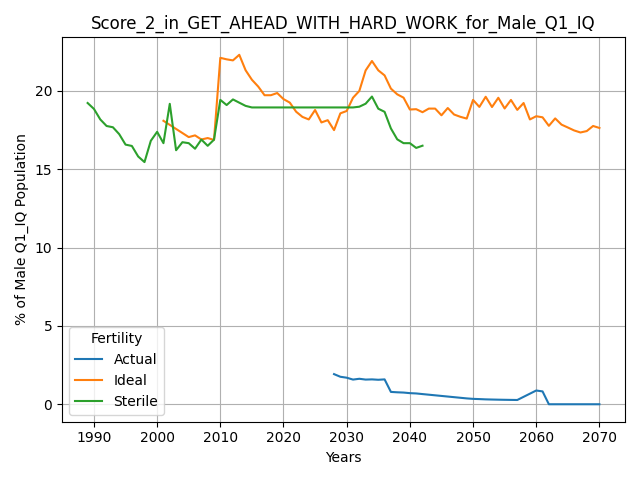 Score_2_in_GET_AHEAD_WITH_HARD_WORK_for_Male_Q1_IQ
% of Male Q1_IQ Population
20
15
10
5
0
Fertility
Actual
Ideal
Sterile
1990 2000 2010 2020 2030 2040 2050 2060 2070
Years